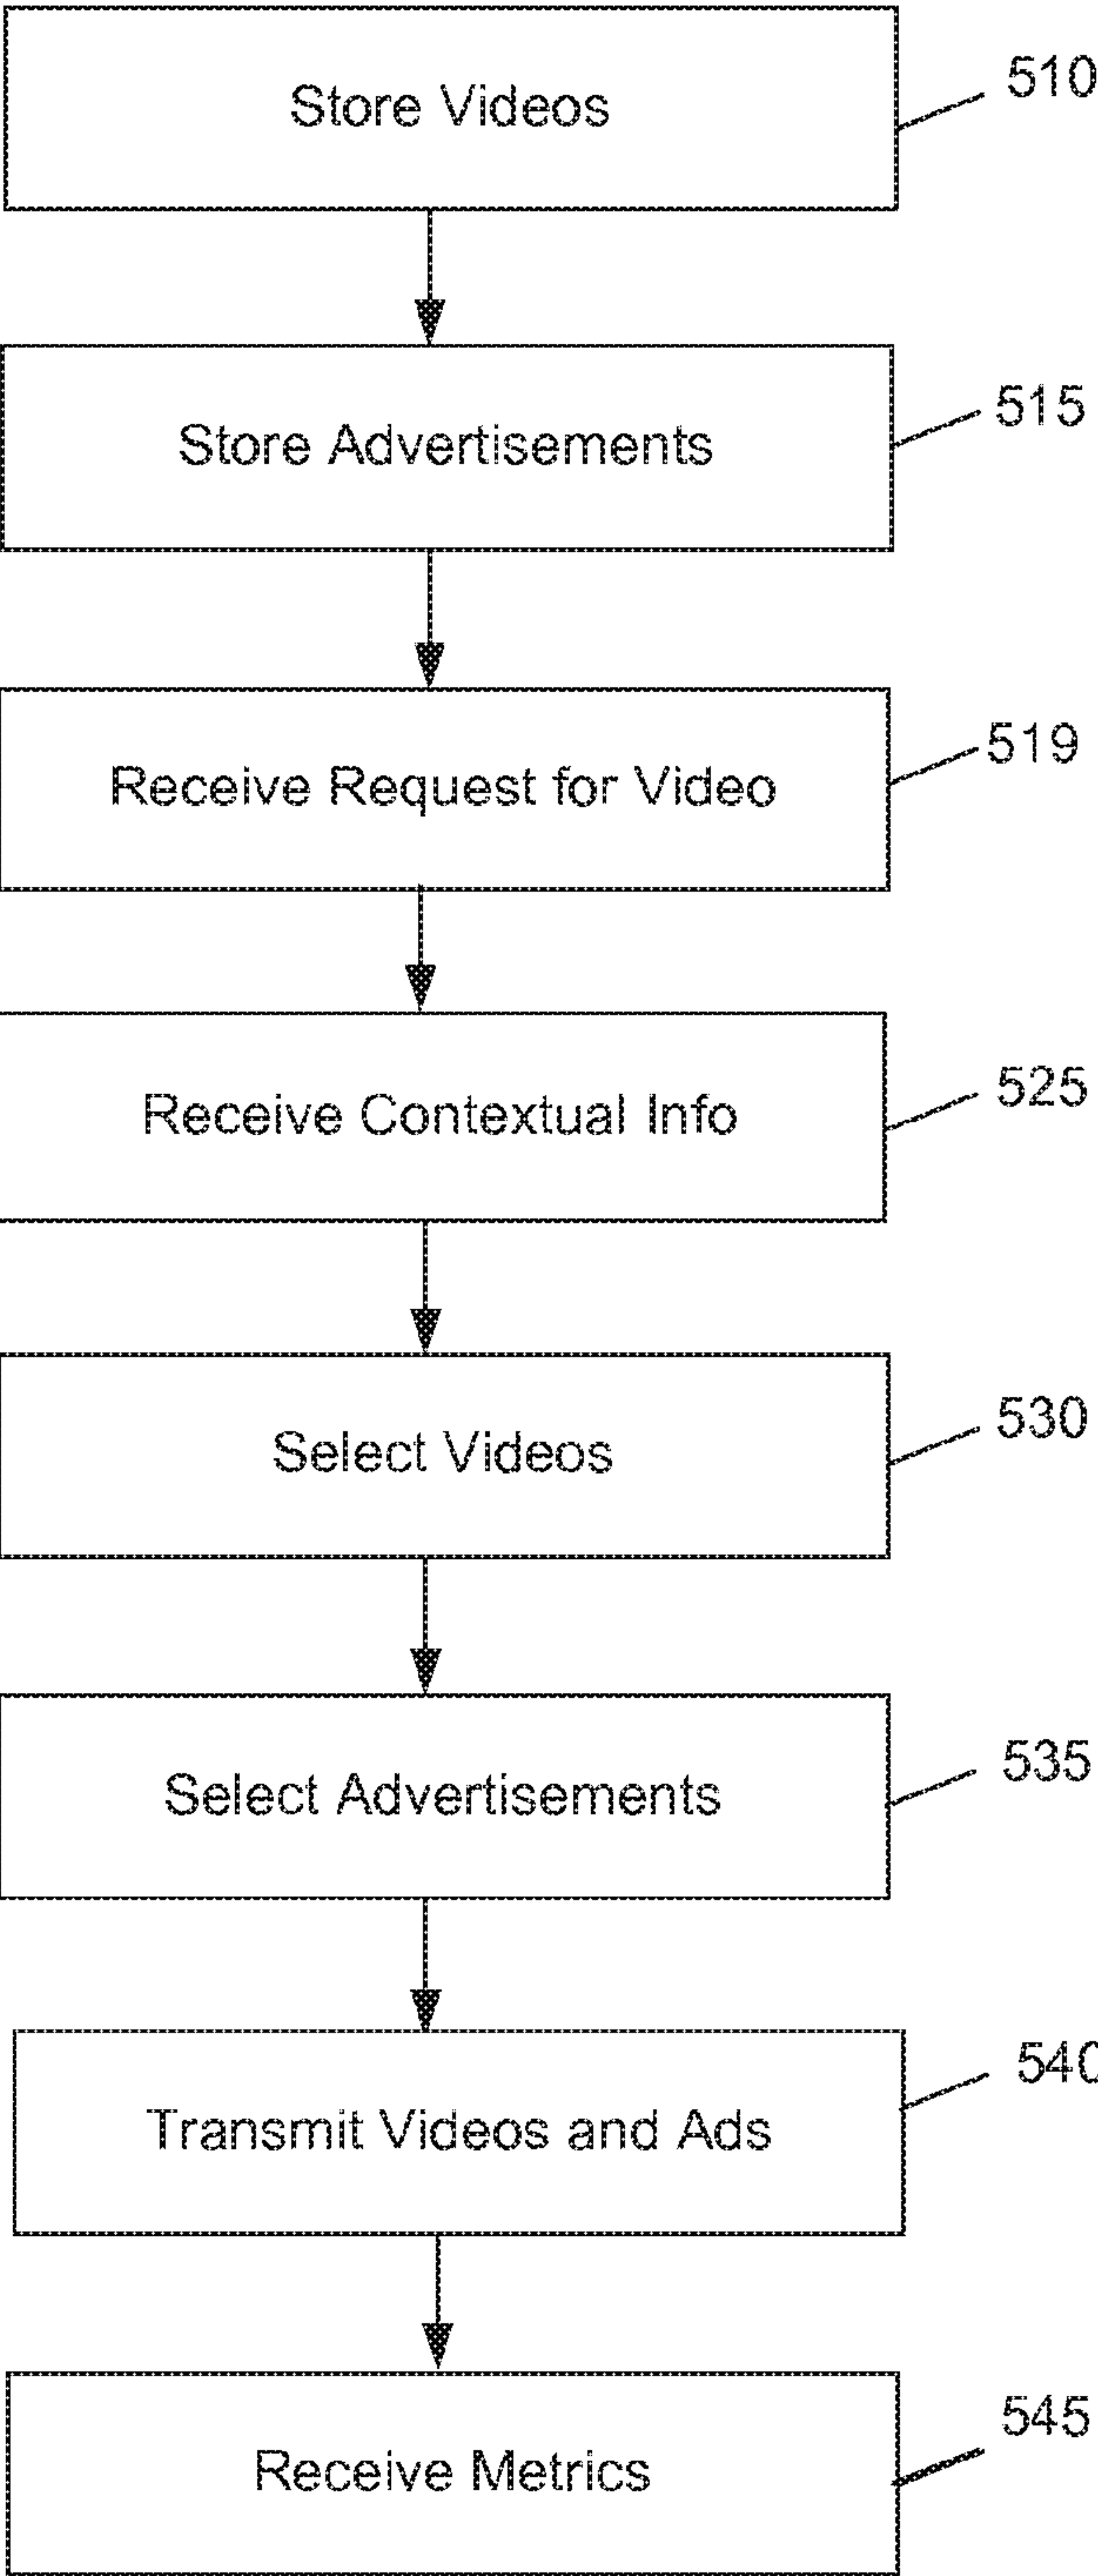 Store Videos
510
Store Advertisements
515
Receive Request for Video
519
Receive Contextual Info
525
Select Videos
530
Select Advertisements
535
Transmit Videos and Ads
540
Receive Metrics
545